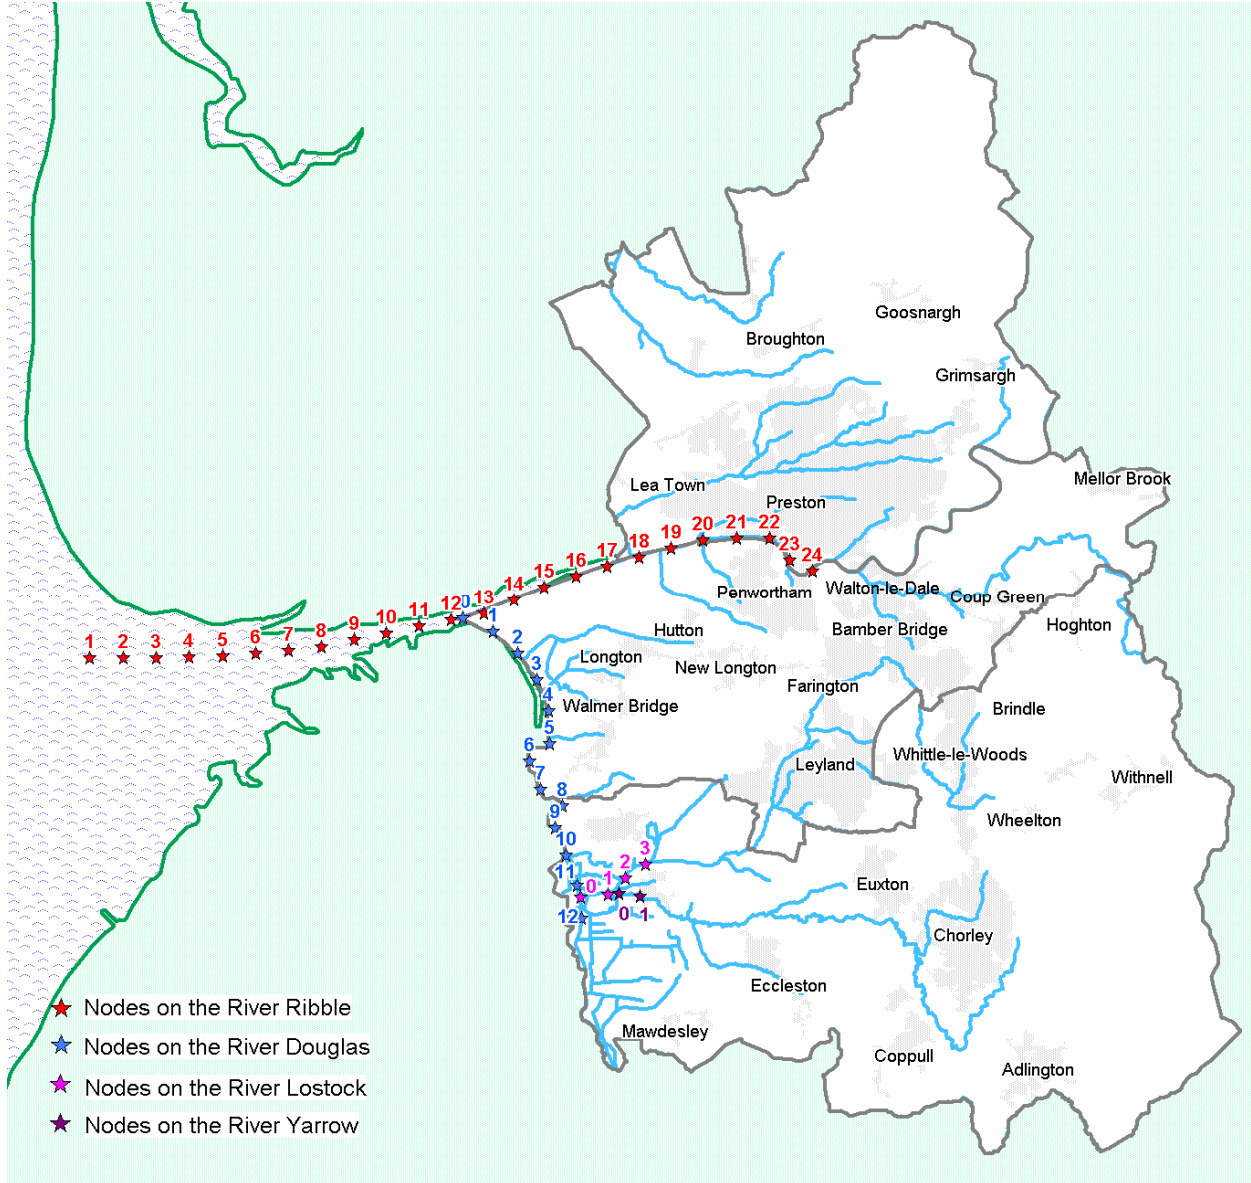 Goosnargh
Broughton
Grimsargh
Mellor Brook
Lea Town
Preston
20 21 22
19
18
17
16
15
14
13
12
11
10
9
8
7
6
5
4
3
2
1
23
24
0
1
2
3
4
5
6
7
8
9
10
11
12
Penwortham
Walton-le-Dale
Coup Green
Hoghton
Bamber Bridge
Hutton
Longton
New Longton
Farington
Walmer Bridge
Brindle
Whittle-le-Woods
Leyland
Withnell
Wheelton
3
2
1
0
0 1
Euxton
Chorley
Eccleston
Mawdesley
Coppull
Adlington
Nodes on the River Ribble
Nodes on the River Douglas
Nodes on the River Lostock
Nodes on the River Yarrow